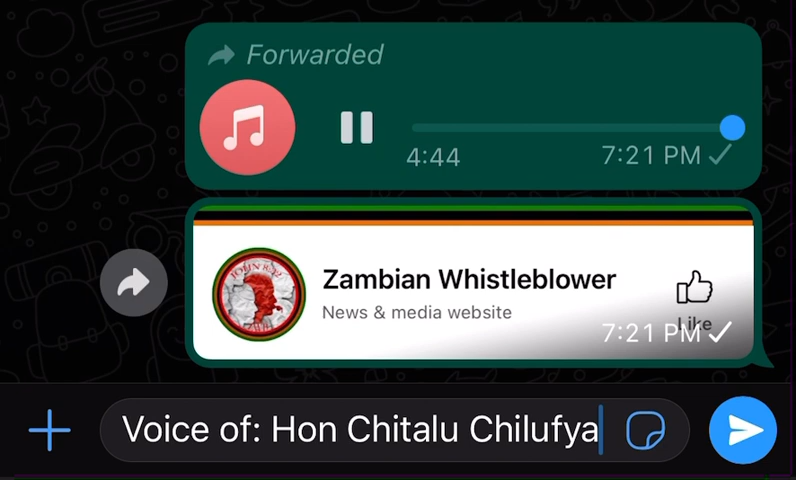 Forwarded
4:44
7:21 PM
Zambian Whistleblower
News & media website
Like
7:21 PM
Voice of: Hon Chitalu Chilufya